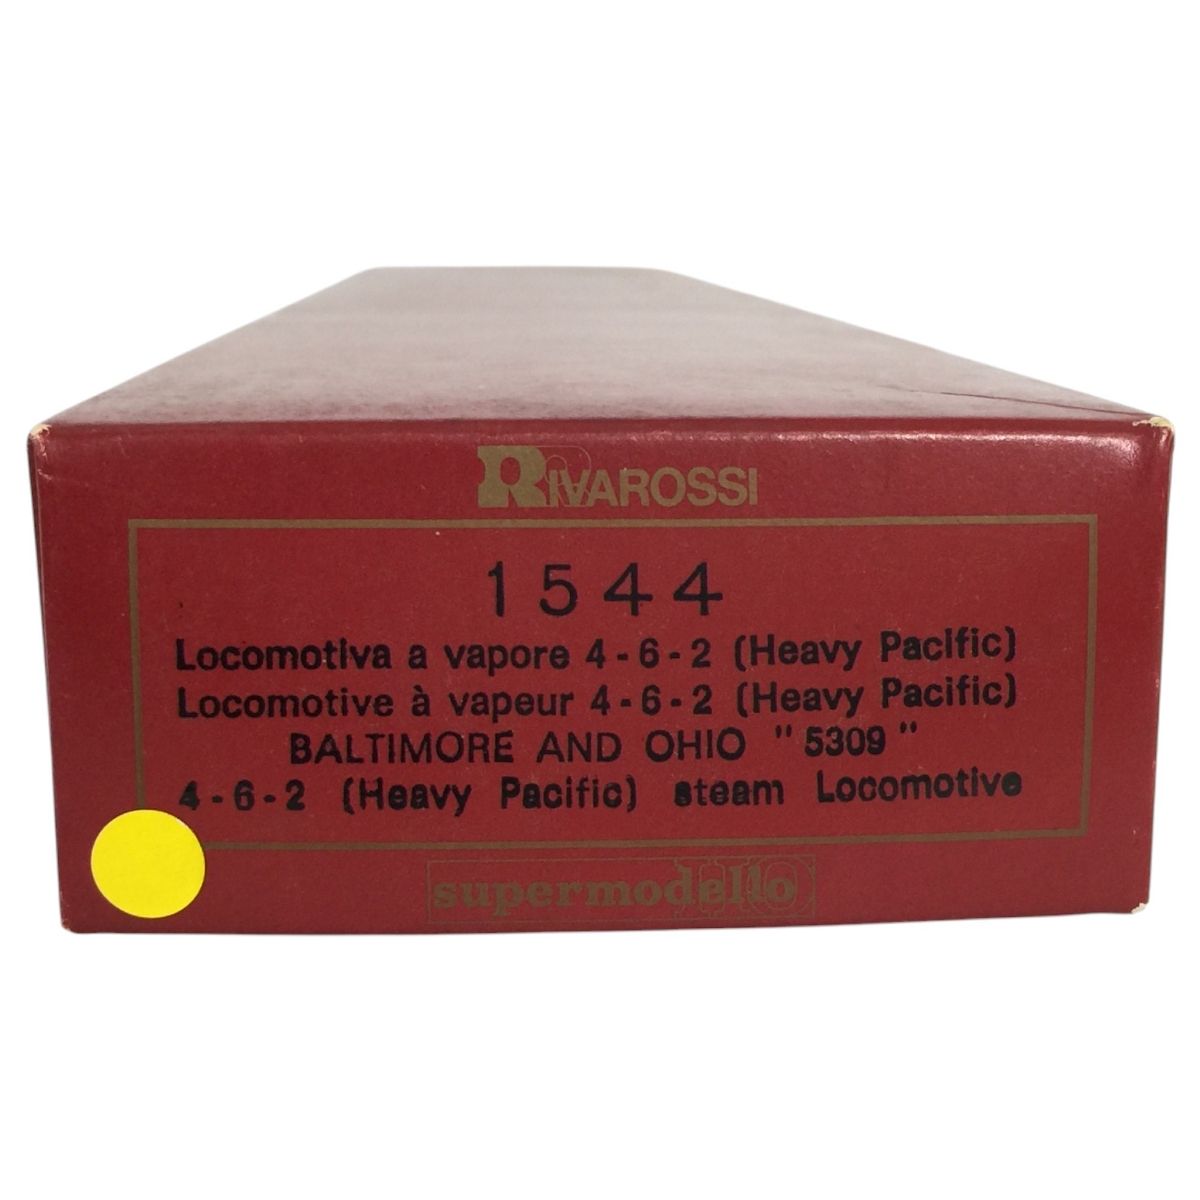 RIVAROSSI
1544
Locomotiva a vapore 4-6-2 (Heavy Pacific)
Locomotive à vapeur 4-6-2 (Heavy Pacific)
BALTIMORE AND OHIO "5309"
4-6-2 (Heavy Pacific) steam Locomotive
supermodello